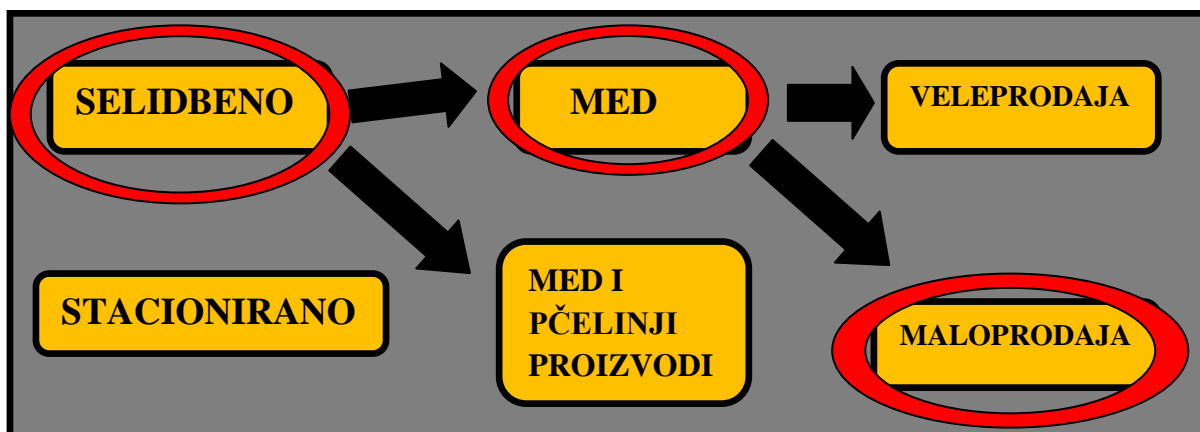 SELIDBENO
MED
VELEPRODAJA
STACIONIRANO
MED I
PČELINJI
PROIZVODI
MALOPRODAJA